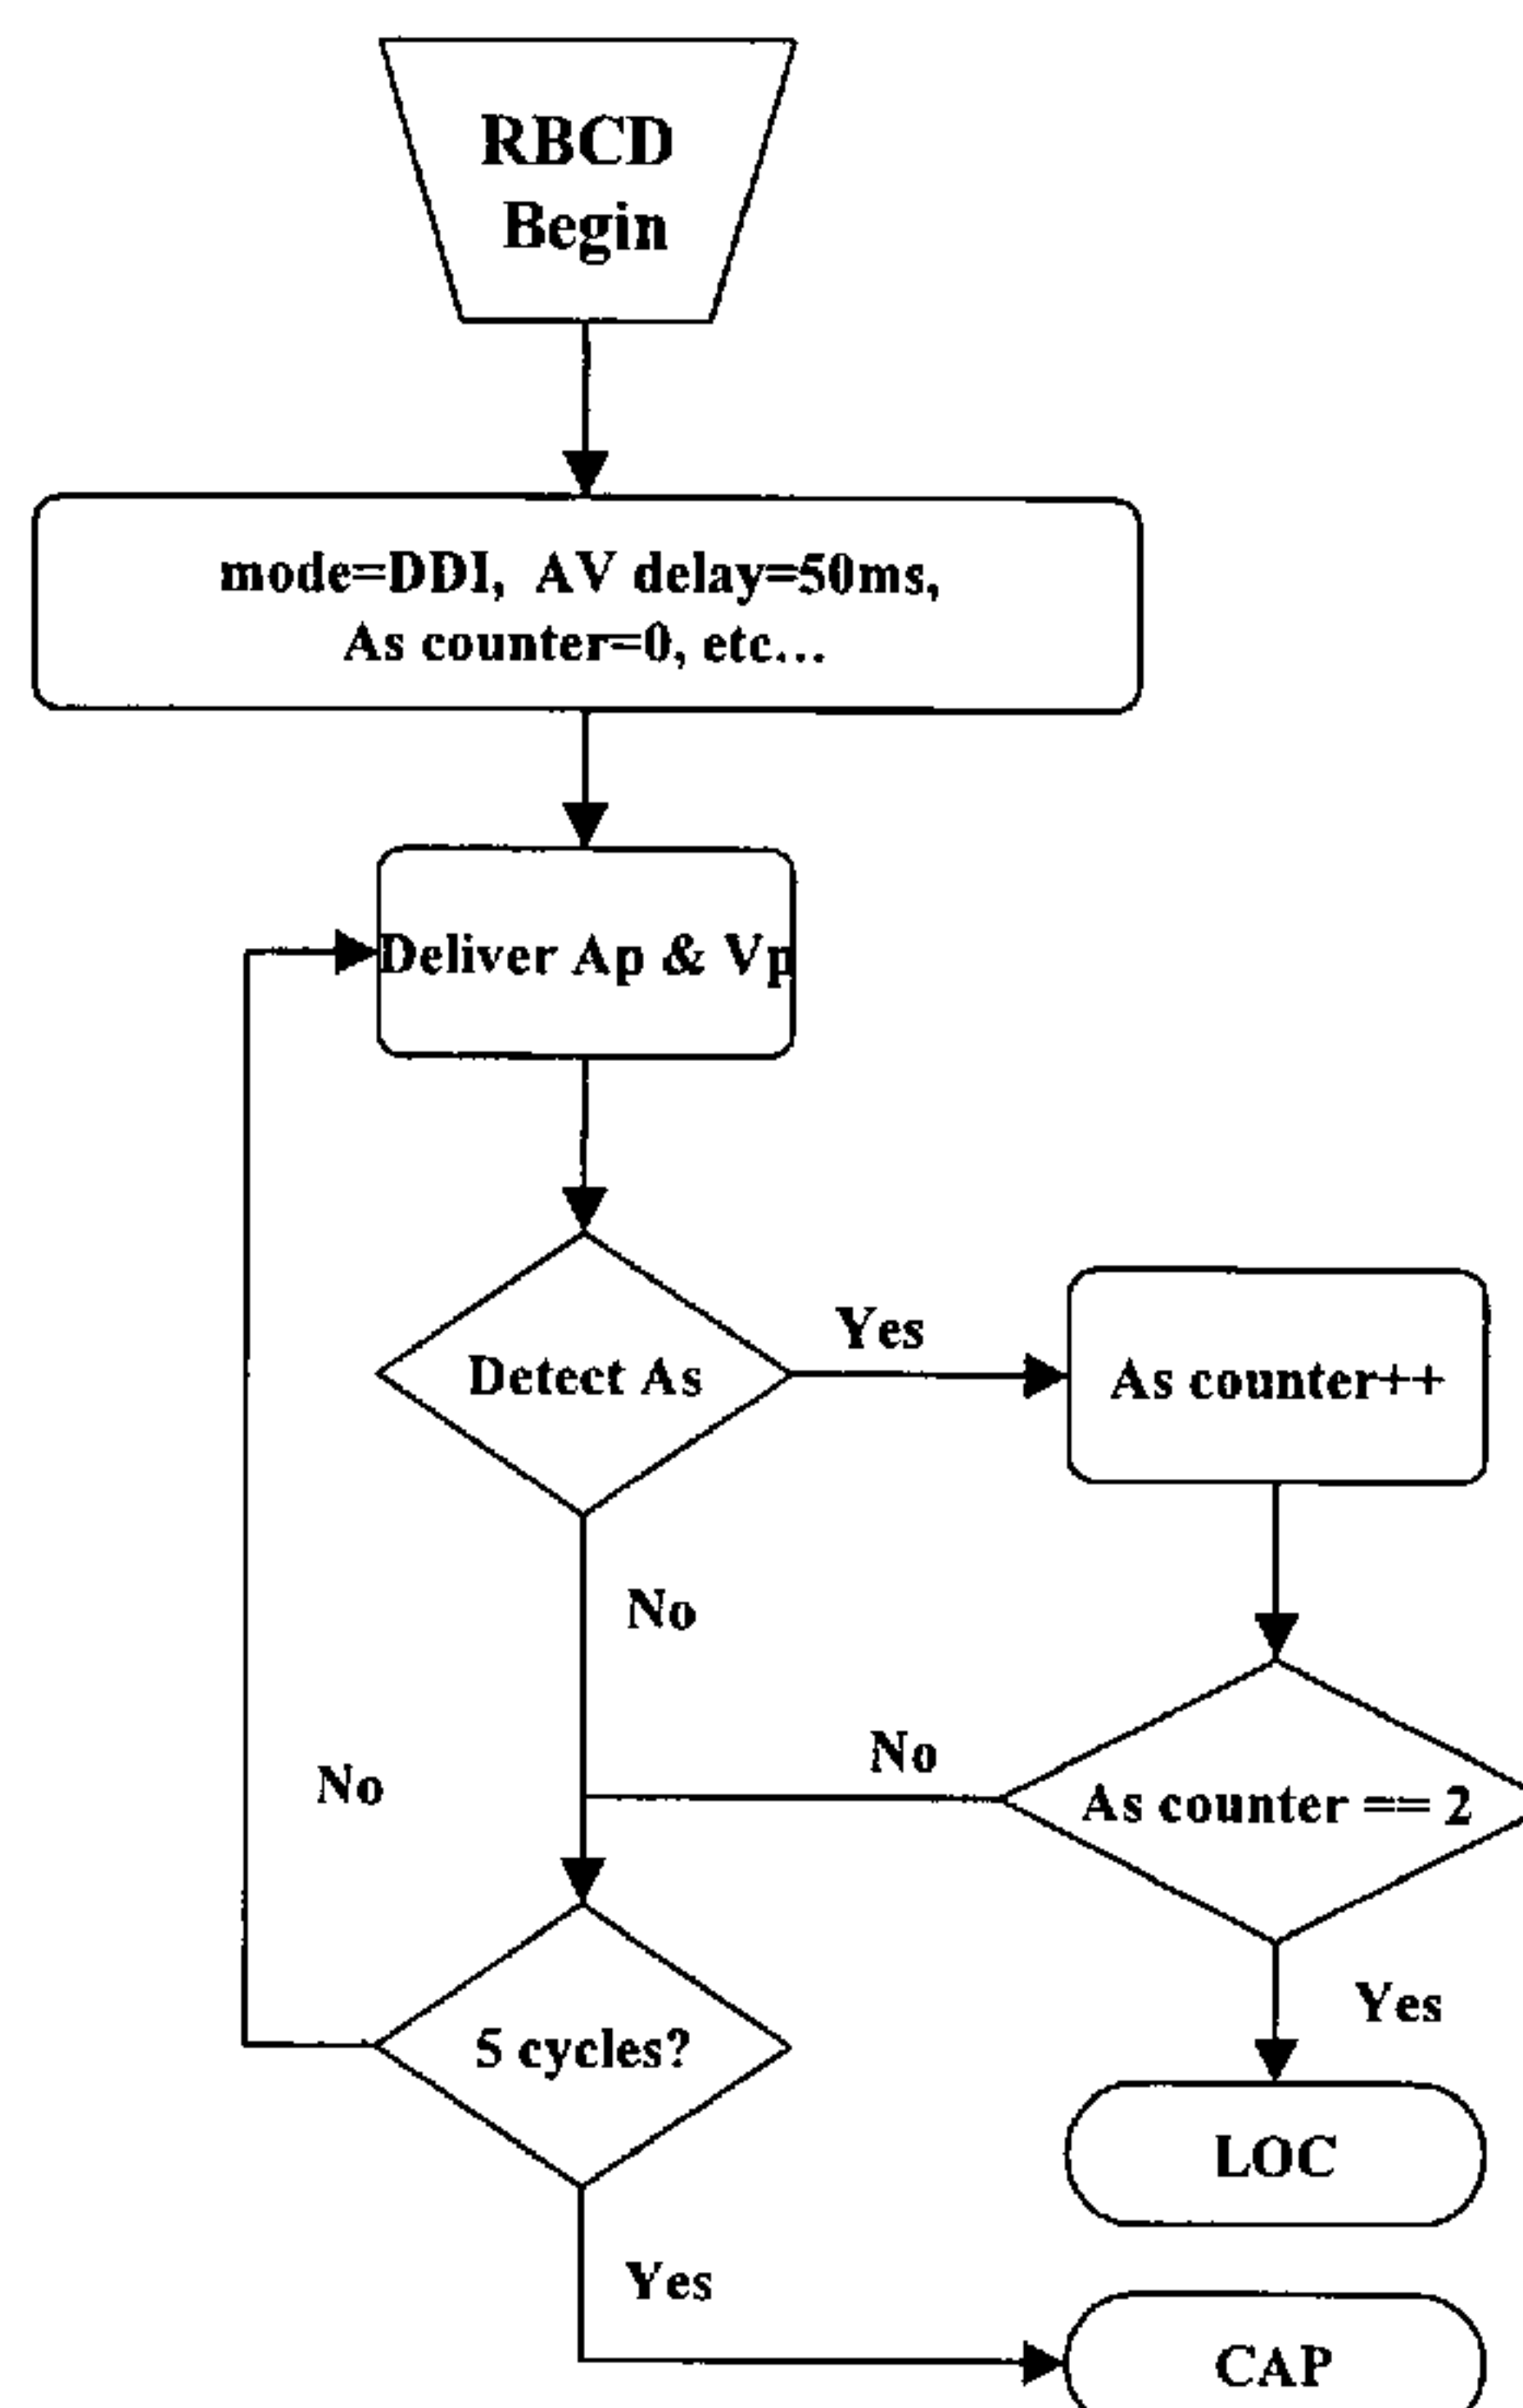 RBCD
Begin
mode=DDI, AV delay=50ms,
As counter=0, etc...
Deliver Ap & Vp
Detect As
Yes
As counter++
No
No
No
As counter == 2
Yes
5 cycles?
LOC
Yes
CAP